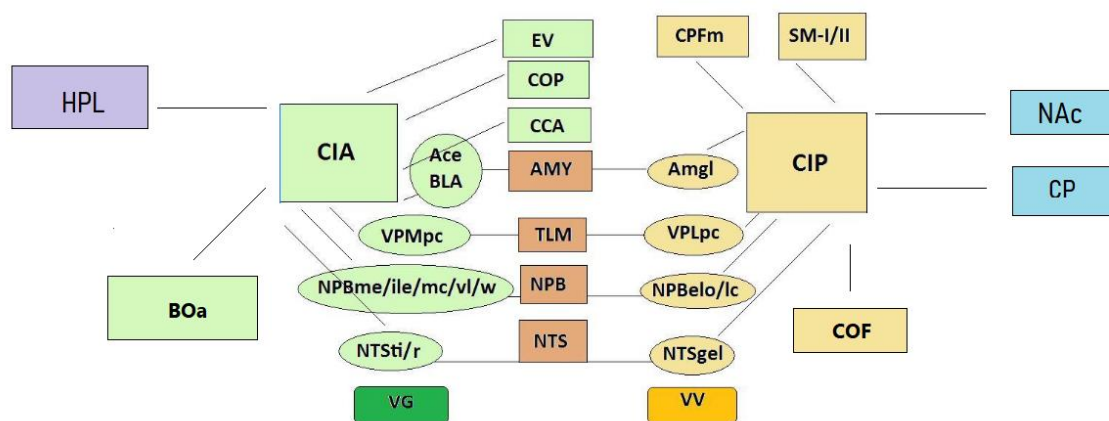 EV
CPFm
SM-I/II
HPL
COP
NAc
CCA
CIA
CIP
Ace
BLA
AMY
Amgl
CP
VPMpc
TLM
VPLpc
NPBme/ile/mc/vl/w
NPB
NPBelo/lc
BOa
COF
NTSti/r
NTS
NTSgel
VG
VV